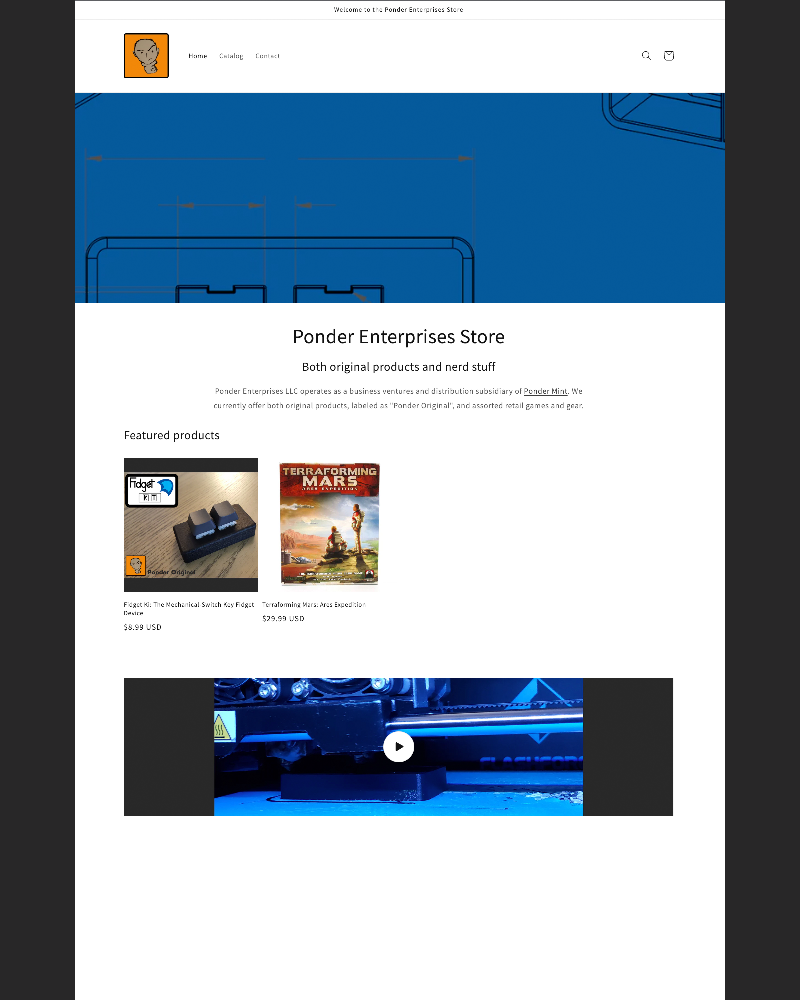 Welcome to the Ponder Enterprises Store
Home
Catalog
Contact
Ponder Enterprises Store
Both original products and nerd stuff
Ponder Enterprises LLC operates as a business ventures and distribution subsidiary of Ponder Mint. We
currently offer both original products, labeled as "Ponder Original", and assorted retail games and gear.
Featured products
Fidget
Ki
Ponder Original
TERRAFORMING
MARS
ARES EXPEDITION
Fidget Ki: The Mechanical-Switch Key Fidget
Device
$8.99 USD
Terraforming Mars: Ares Expedition
$29.99 USD